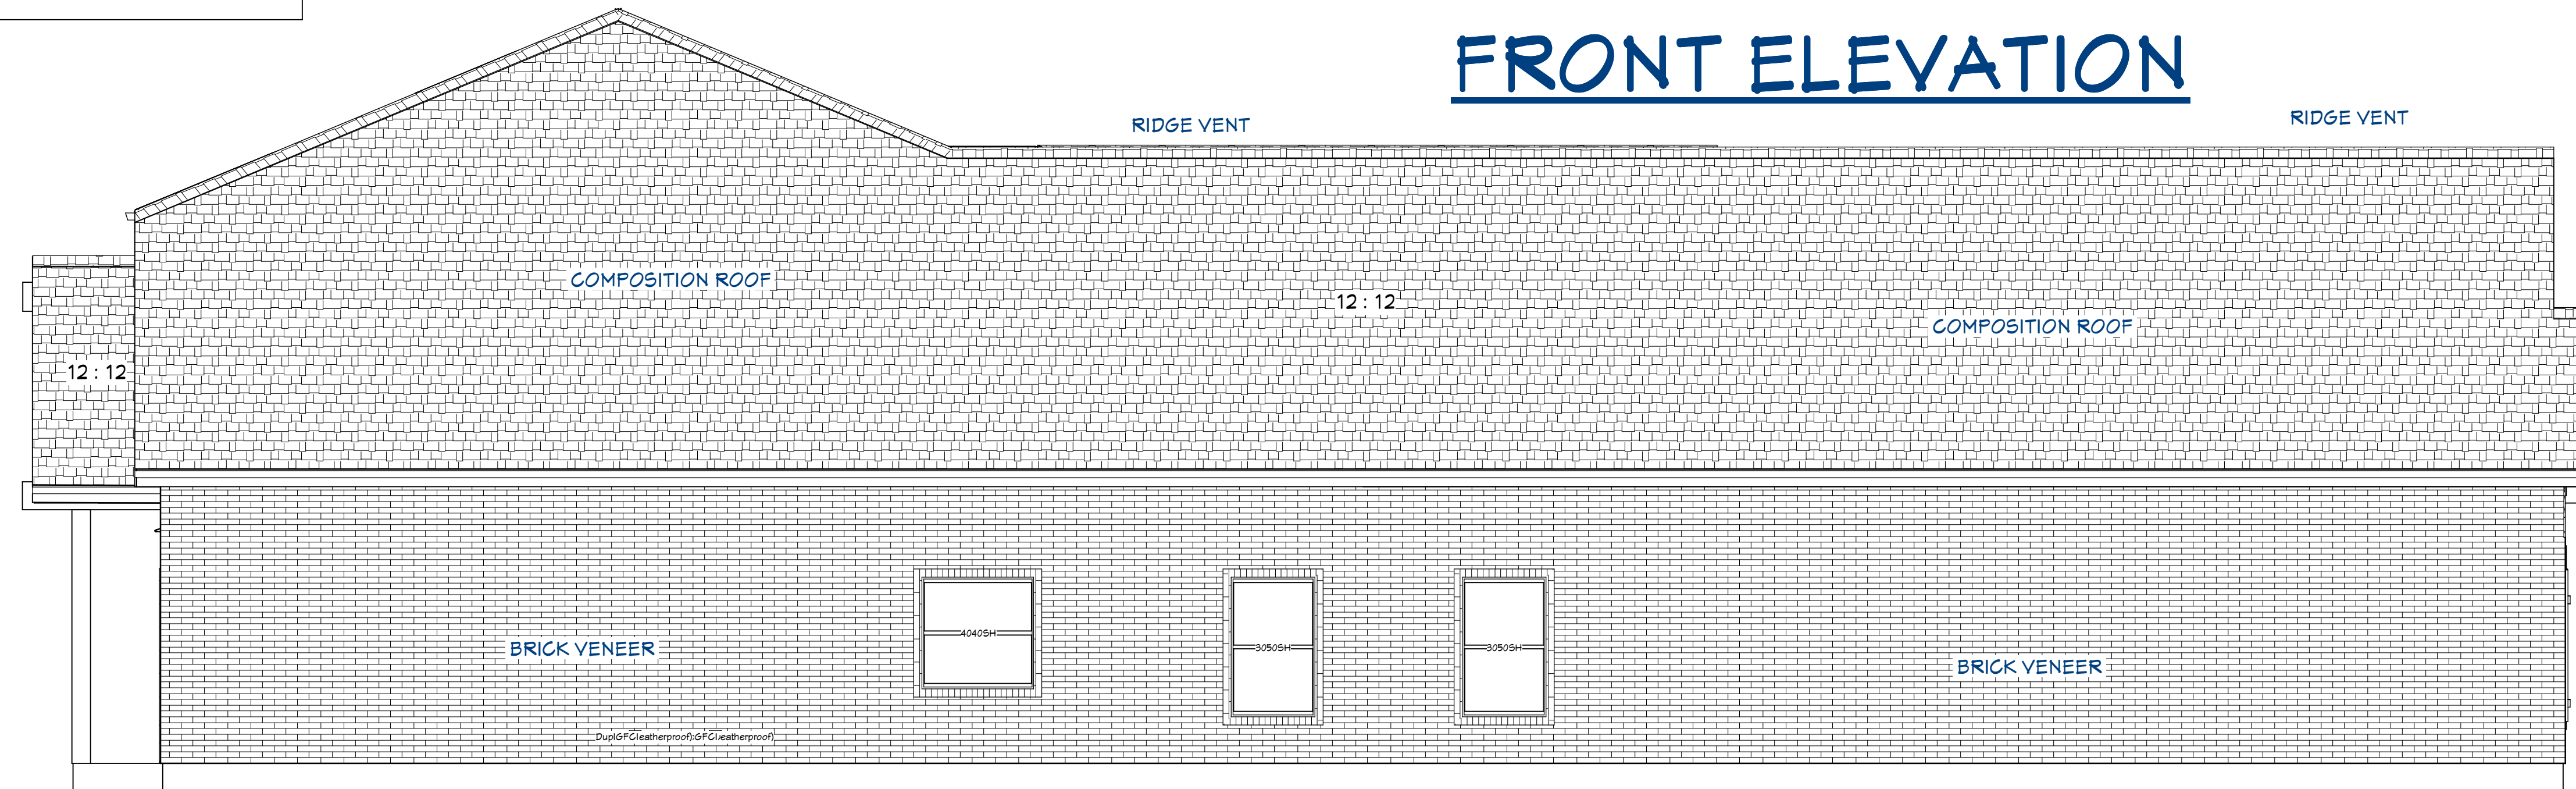 FRONT ELEVATION
RIDGE VENT
RIDGE VENT
COMPOSITION ROOF
12 : 12
COMPOSITION ROOF
12 : 12
4040SH
3050SH
3050SH
BRICK VENEER
BRICK VENEER